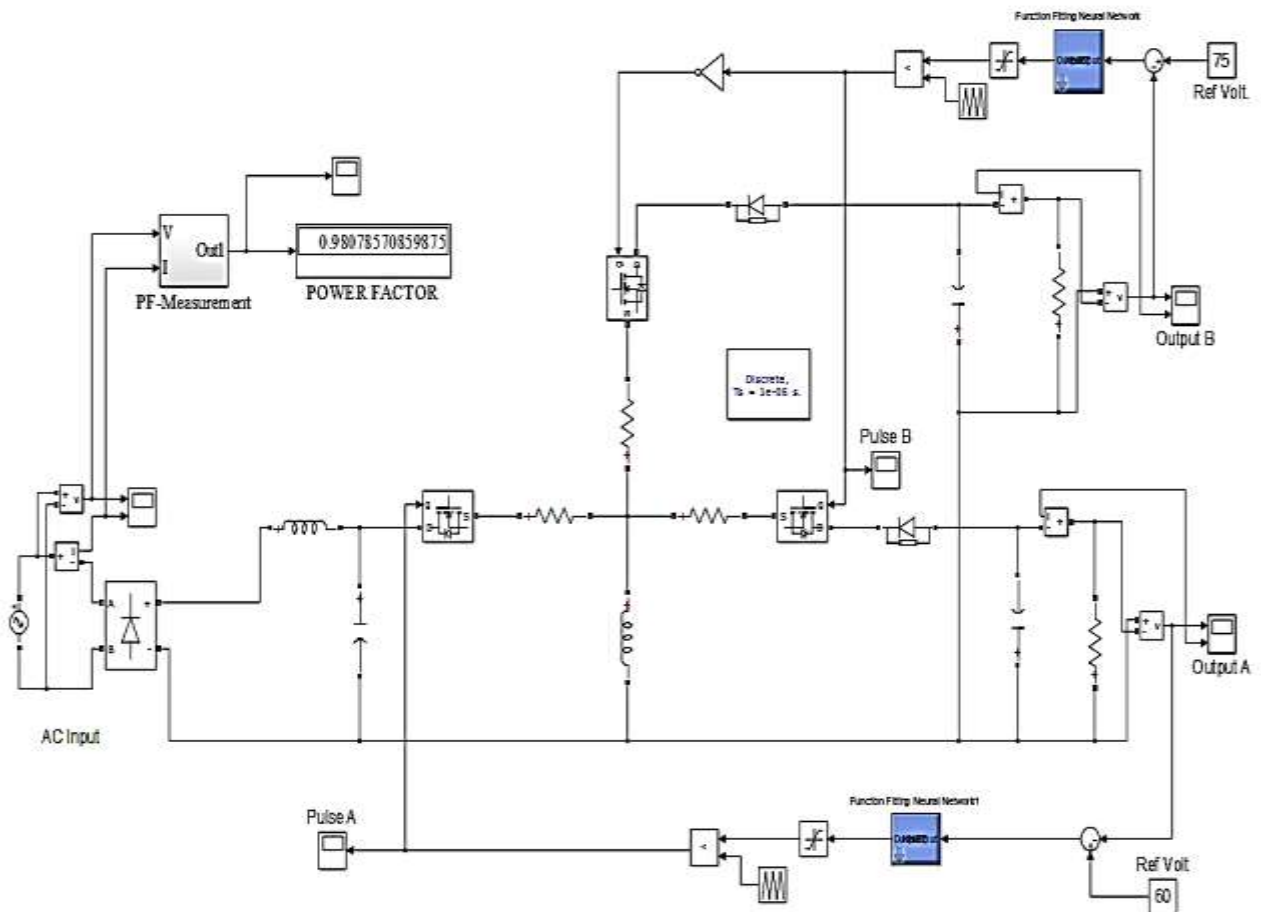 Function Fitting Neural Network
75
Ref Volt.
<
V
I
Out1
PF-Measurement
0.98078570859875
POWER FACTOR
Output B
Discrete,
Ts = 1e-06 s.
Pulse B
A
B
AC Input
Output A
Pulse A
Function Fitting Neural Network1
<
Ref Volt
60